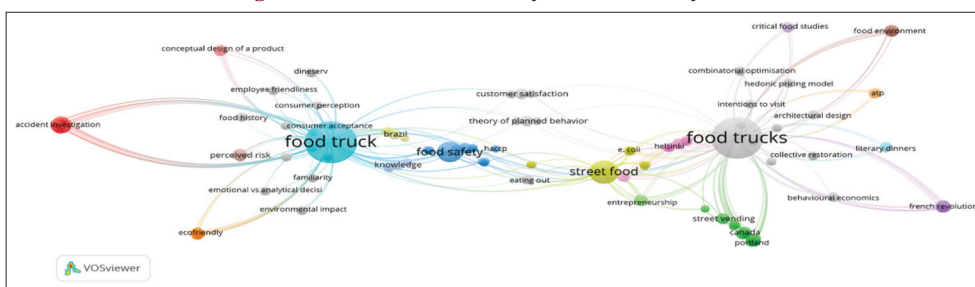 critical food studies
food environment
conceptual design of a product
dineserv
combinatorial optimisation
hedonic pricing model
employee friendliness
customer satisfaction
atp
consumer perception
intentions to visit
food history
architectural design
accident investigation
consumer acceptance
theory of planned behavior
food truck
brazil
food trucks
food safety
haccp
e. coli
helsinki
literary dinners
perceived risk
collective restoration
knowledge
street food
familiarity
eating out
emotional vs analytical decisi
behavioural economics
entrepreneurship
environmental impact
french revolution
street vending
ecofriendly
canada
portland
VOSviewer